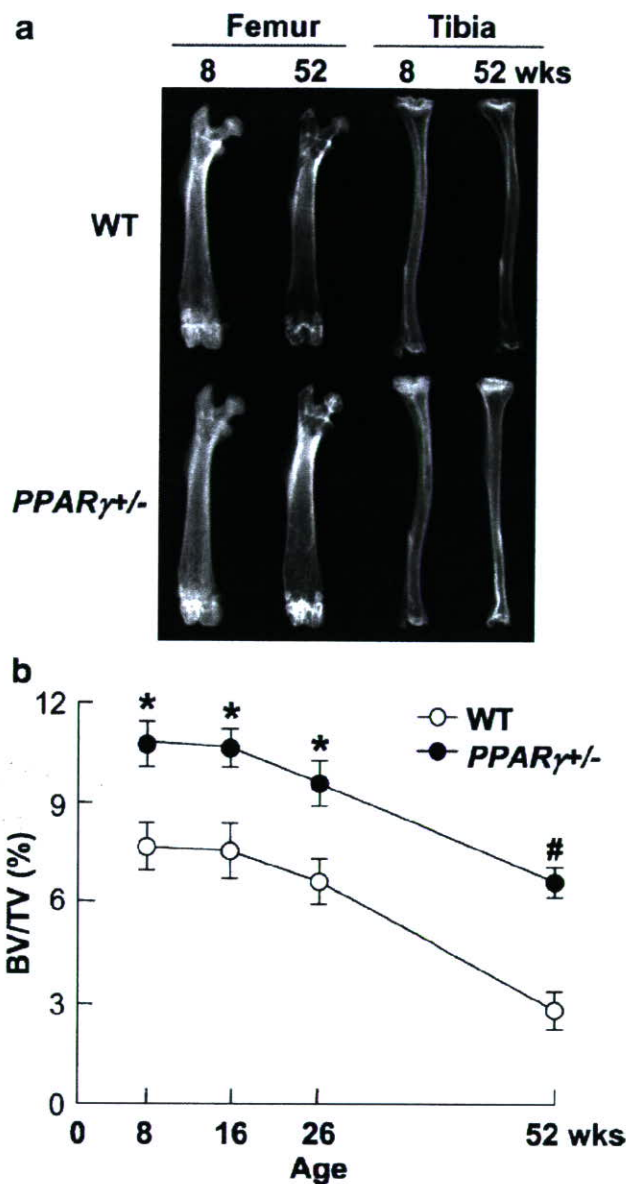 a
Femur Tibia
8 52 8 52 wks
WT
PPARγ+/-
b
12
9
6
3
0
BV/TV (%)
* * * #
WT
PPARγ+/-
0 8 16 26 52 wks
Age